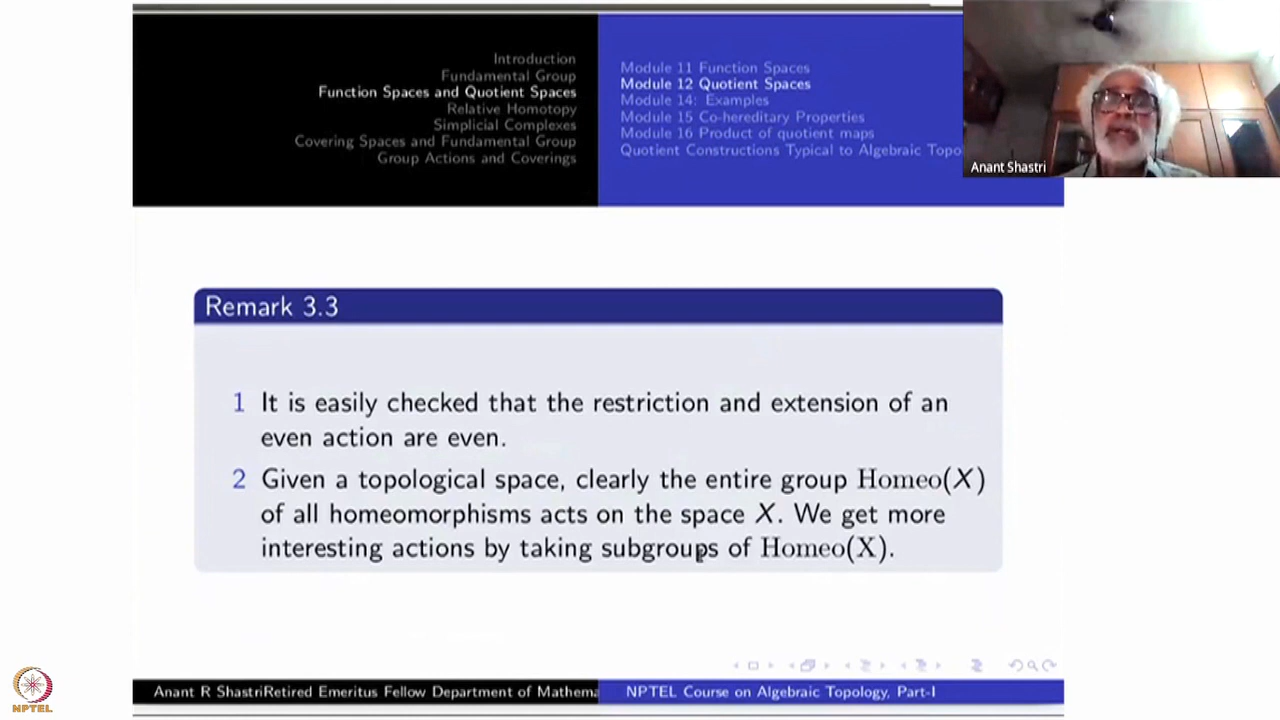 Introduction
Fundamental Group
Function Spaces and Quotient Spaces
Relative Homotopy
Simplicial Complexes
Covering Spaces and Fundamental Group
Group Actions and Coverings
Module 11 Function Spaces
Module 12 Quotient Spaces
Module 14: Examples
Module 15 Co-hereditary Properties
Module 16 Product of quotient maps
Quotient Constructions Typical to Algebraic Topo
Anant Shastri
Remark 3.3
1 It is easily checked that the restriction and extension of an
even action are even.
2 Given a topological space, clearly the entire group Homeo(X)
of all homeomorphisms acts on the space X. We get more
interesting actions by taking subgroups of Homeo(X).
Anant R ShastriRetired Emeritus Fellow Department of Mathema
NPTEL Course on Algebraic Topology, Part-I
NPTEL